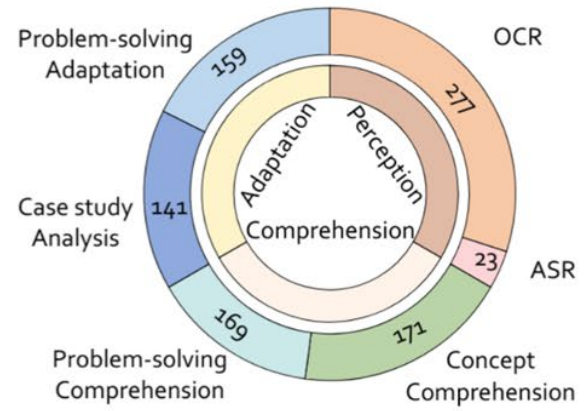 Problem-solving
Adaptation
159
OCR
277
Adaptation
Perception
Comprehension
Case study
Analysis
141
23
ASR
169
171
Problem-solving
Comprehension
Concept
Comprehension